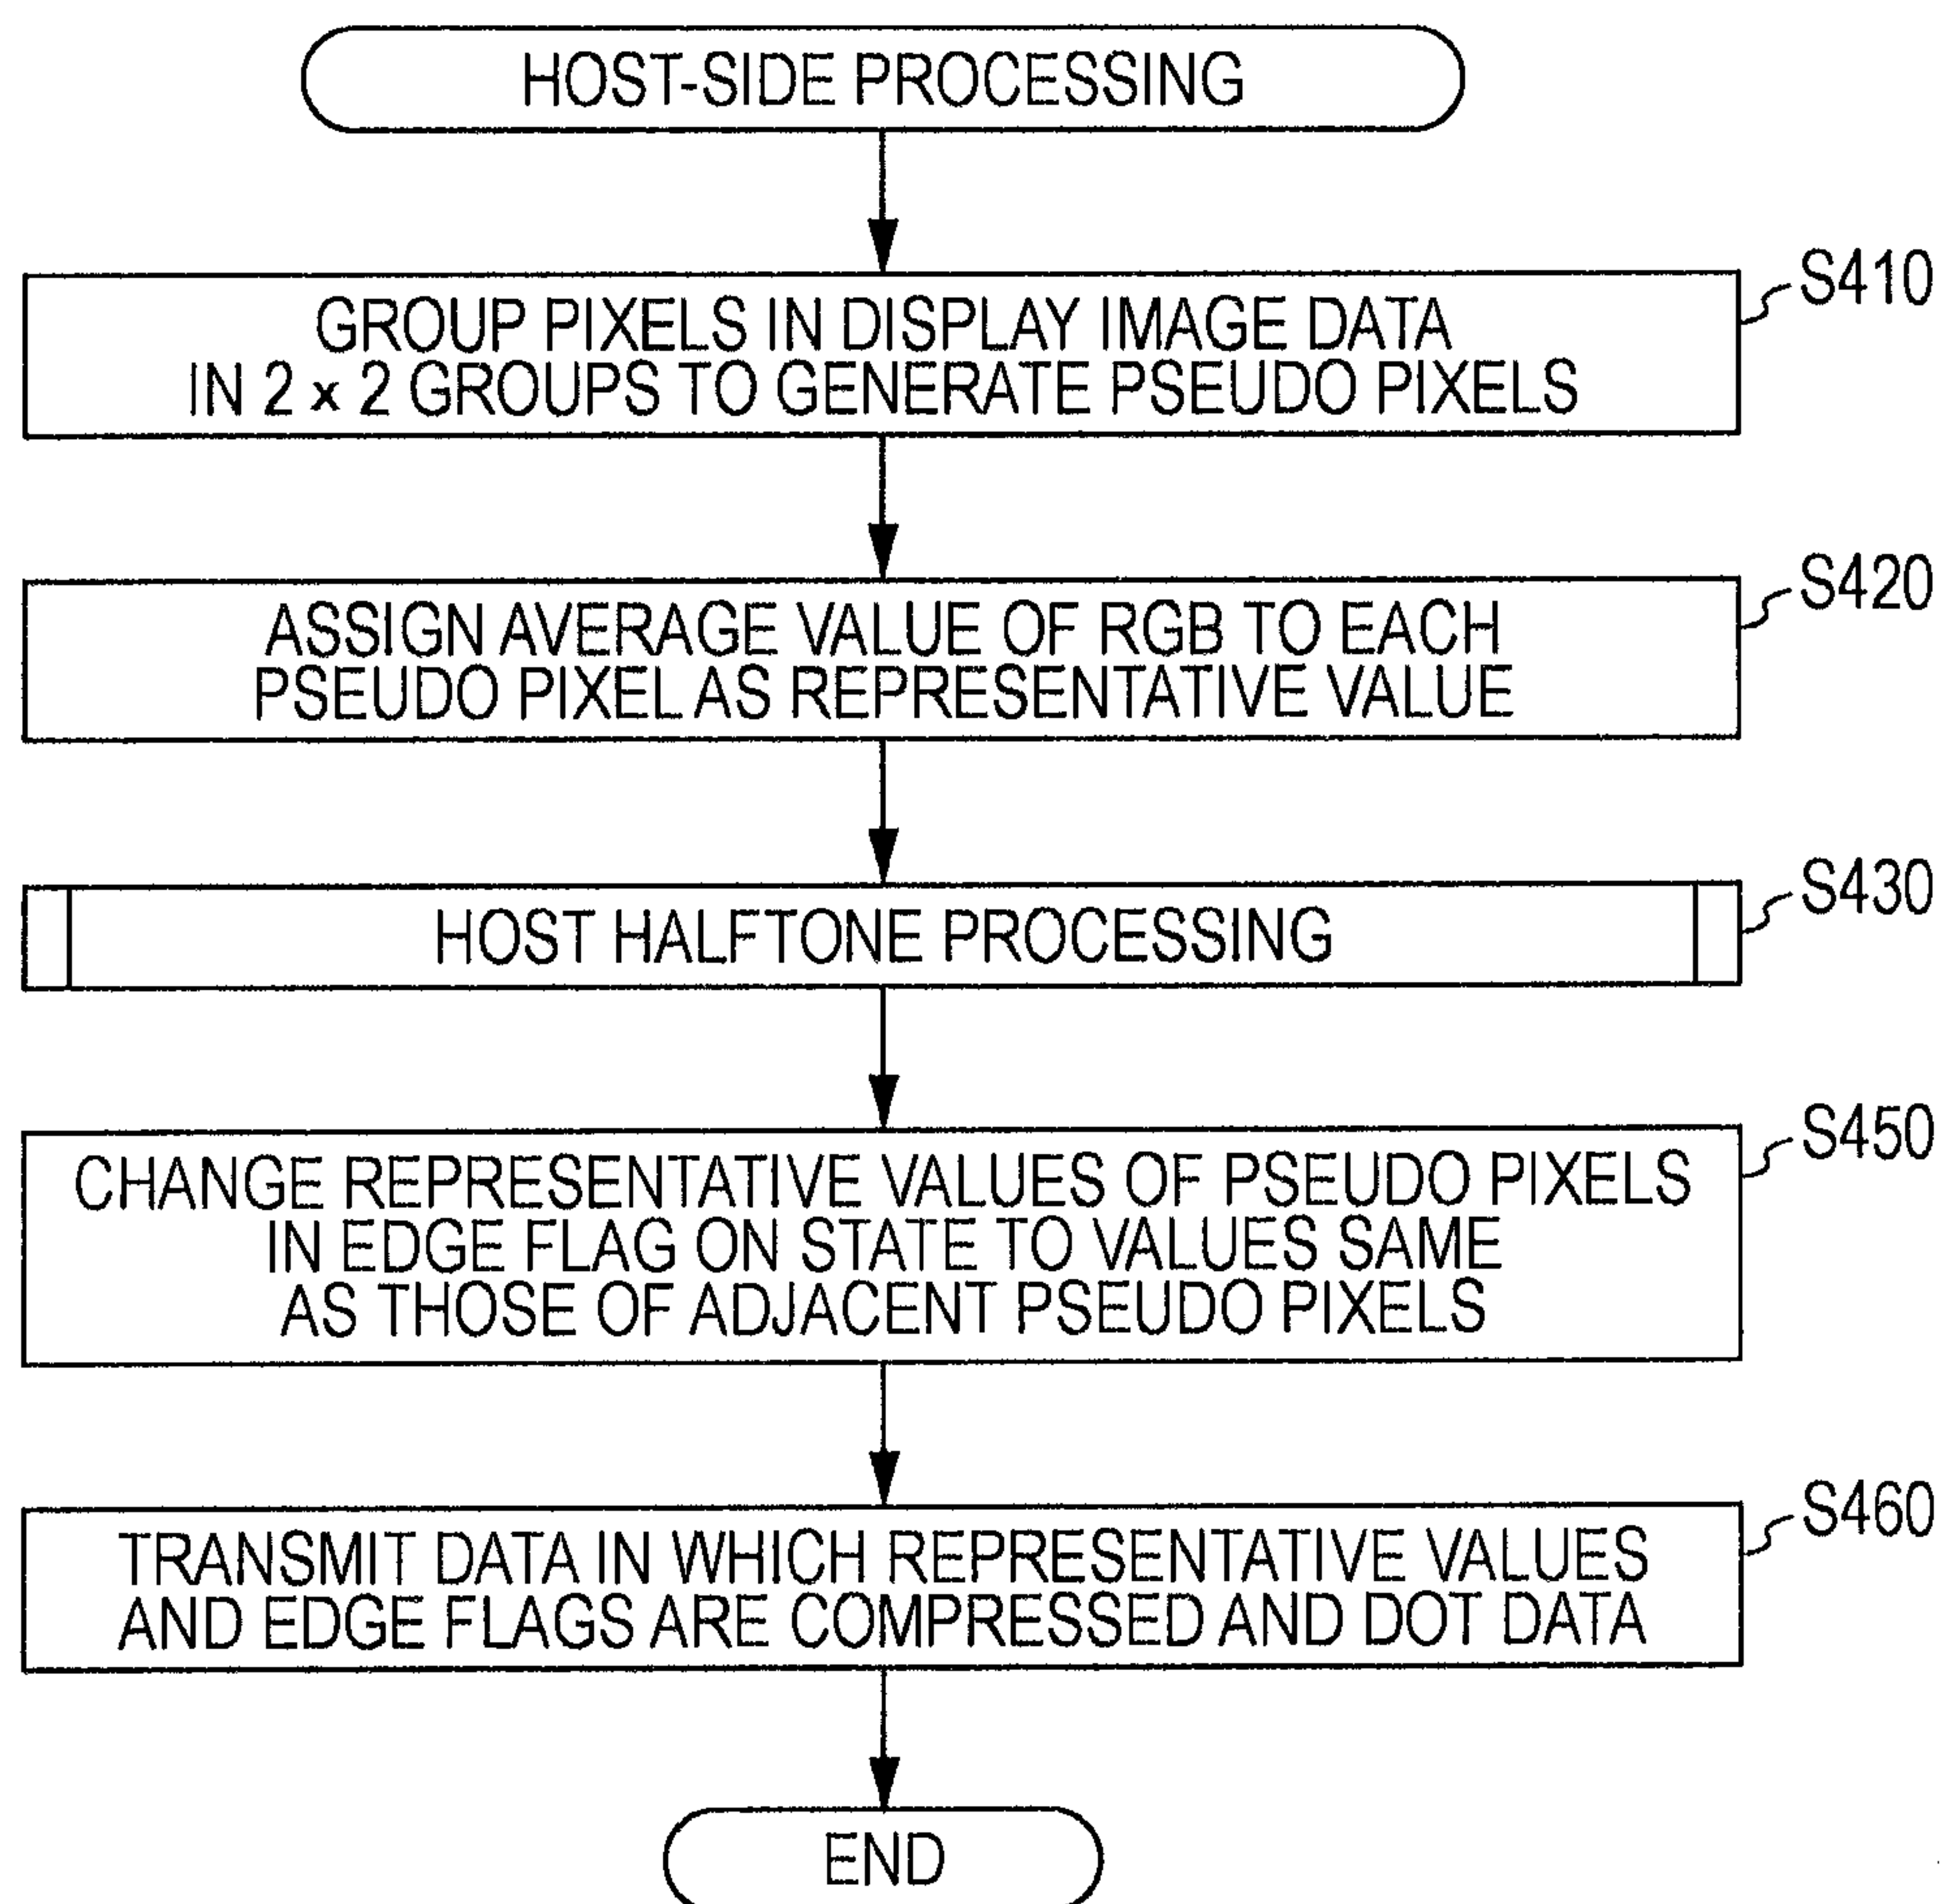 HOST-SIDE PROCESSING
S410
GROUP PIXELS IN DISPLAY IMAGE DATA
IN 2 x 2 GROUPS TO GENERATE PSEUDO PIXELS
S420
ASSIGN AVERAGE VALUE OF RGB TO EACH
PSEUDO PIXEL AS REPRESENTATIVE VALUE
S430
HOST HALFTONE PROCESSING
S450
CHANGE REPRESENTATIVE VALUES OF PSEUDO PIXELS
IN EDGE FLAG ON STATE TO VALUES SAME
AS THOSE OF ADJACENT PSEUDO PIXELS
S460
TRANSMIT DATA IN WHICH REPRESENTATIVE VALUES
AND EDGE FLAGS ARE COMPRESSED AND DOT DATA
END